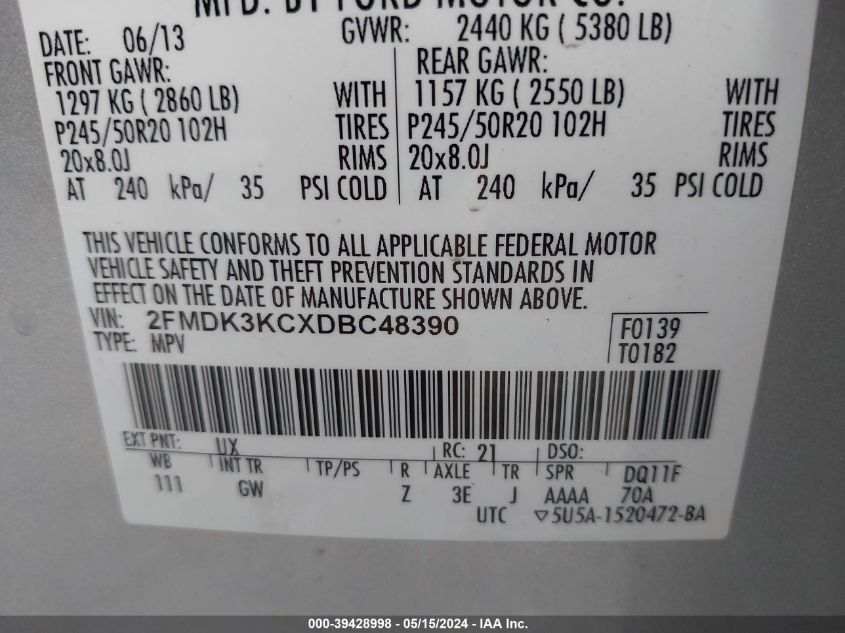 MFD. BY FORD MOTOR CO.
DATE: 06/13 GVWR: 2440 KG ( 5380 LB)
FRONT GAWR: REAR GAWR:
1297 KG ( 2860 LB) WITH 1157 KG ( 2550 LB) WITH
P245/50R20 102H TIRES P245/50R20 102H TIRES
20x8.0J RIMS 20x8.0J RIMS
AT 240 kPa/ 35 PSI COLD AT 240 kPa/ 35 PSI COLD
THIS VEHICLE CONFORMS TO ALL APPLICABLE FEDERAL MOTOR
VEHICLE SAFETY AND THEFT PREVENTION STANDARDS IN
EFFECT ON THE DATE OF MANUFACTURE SHOWN ABOVE.
VIN: 2FMDK3KCXDBC48390 F0139
TYPE: MPV T0182
EXT PNT: UX RC: 21 DSO:
WB INT TR TP/PS R AXLE TR SPR DQ11F
111 GW Z 3E J AAAA 70A
UTC ▽5U5A-1520472-BA
000-39428998 - 05/15/2024 - IAA, Inc.